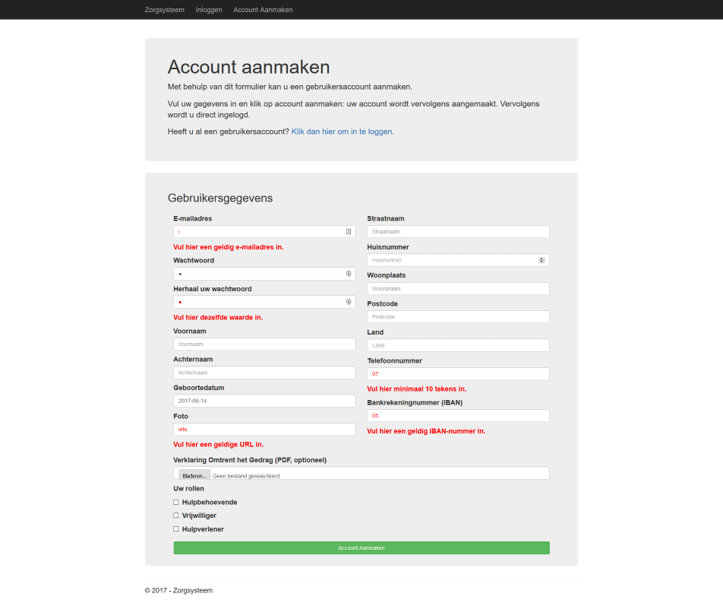 Zorgsysteem Inloggen Account Aanmaken
Account aanmaken
Met behulp van dit formulier kan u een gebruikersaccount aanmaken.
Vul uw gegevens in en klik op account aanmaken: uw account wordt vervolgens aangemaakt. Vervolgens
wordt u direct ingelogd.
Heeft u al een gebruikersaccount? Klik dan hier om in te loggen.
Gebruikersgegevens
E-mailadres
Vul hier een geldig e-mailadres in.
Wachtwoord
Herhaal uw wachtwoord
Vul hier dezelfde waarde in.
Voornaam
Voornaam
Achternaam
Achternaam
Geboortedatum
2017-06-14
Foto
iets
Vul hier een geldige URL in.
Straatnaam
Straatnaam
Huisnummer
Huisnummer
Woonplaats
Woonplaats
Postcode
Postcode
Land
Land
Telefoonnummer
07
Vul hier minimaal 10 tekens in.
Bankrekeningnummer (IBAN)
05
Vul hier een geldig IBAN-nummer in.
Verklaring Omtrent het Gedrag (PDF, optioneel)
Bladeren... Geen bestand geselecteerd.
Uw rollen
Hulpbehoevende
Vrijwilliger
Hulpverlener
Account Aanmaken
© 2017 - Zorgsysteem